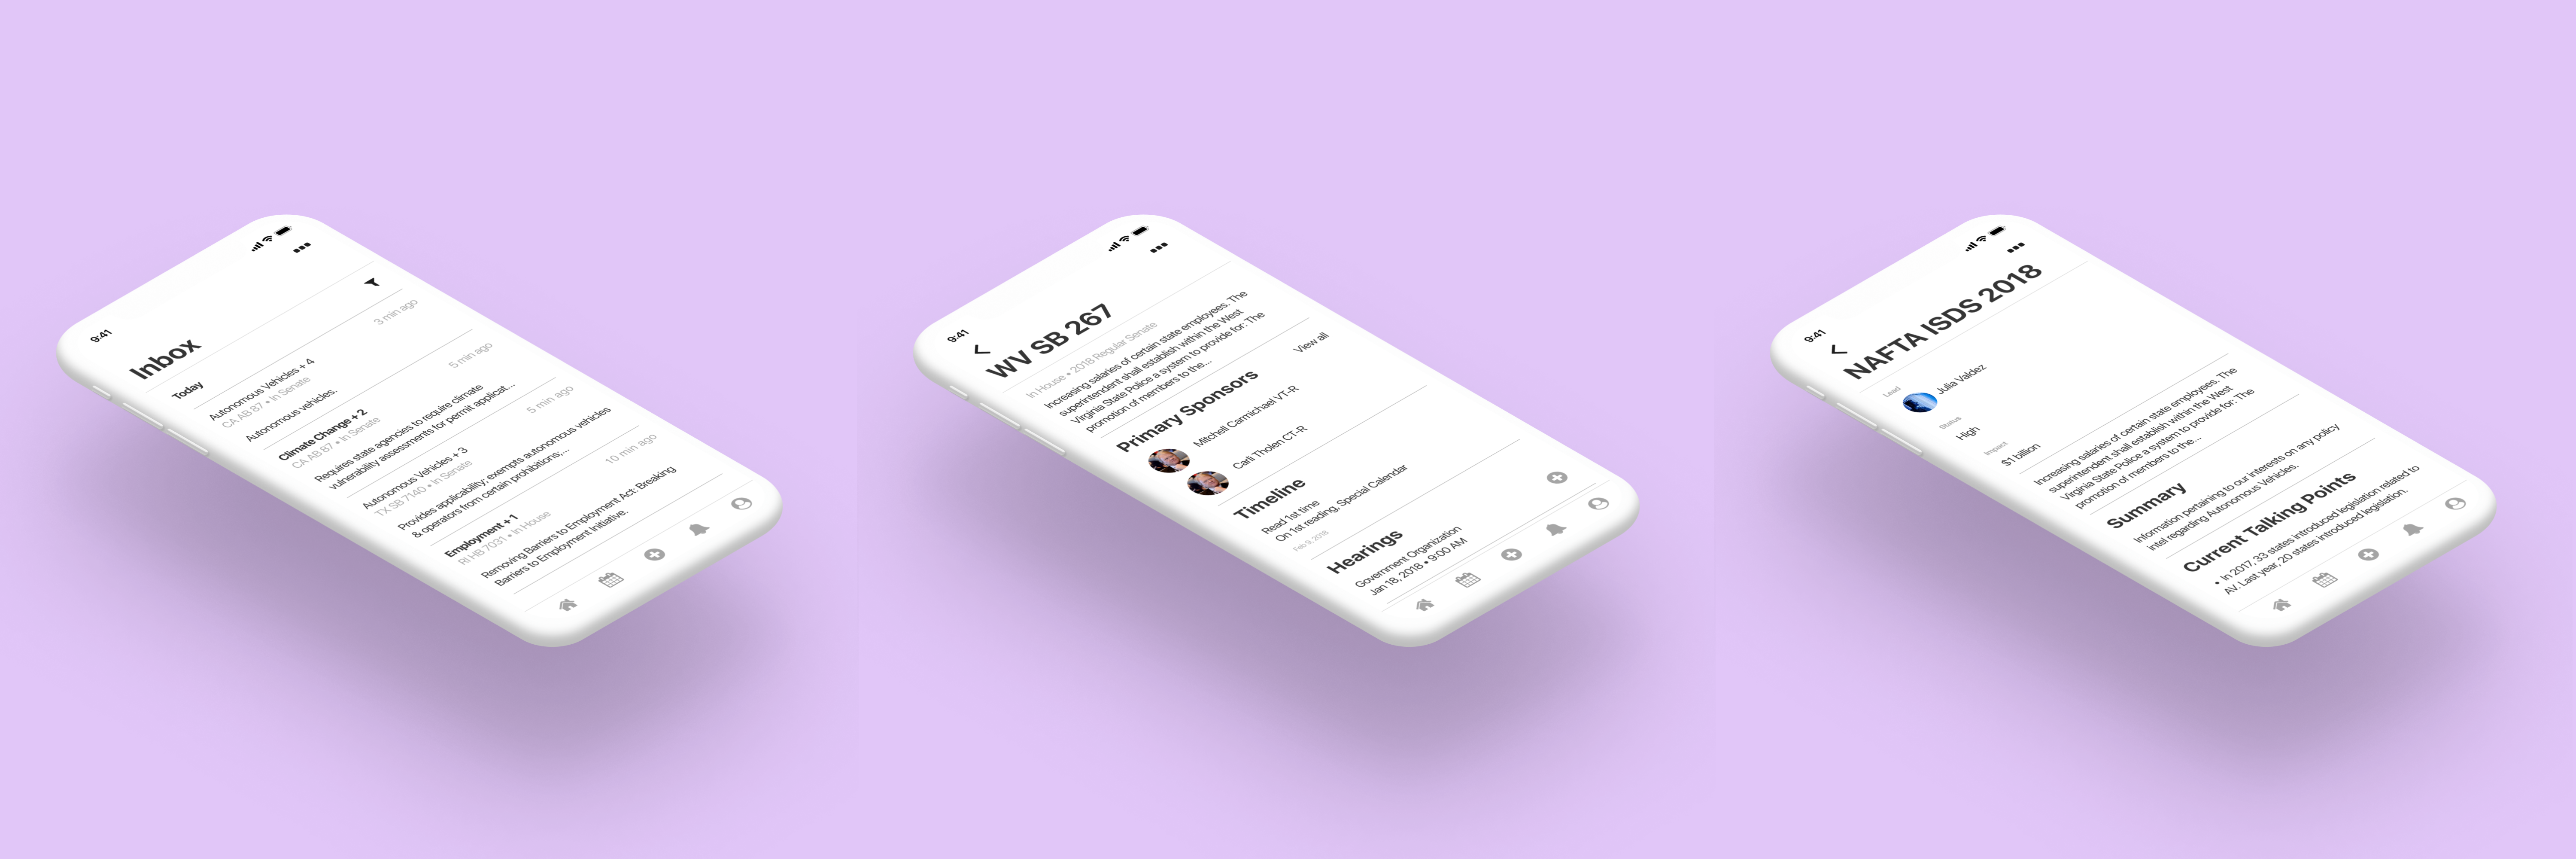 9:41
Inbox
Today
Autonomous Vehicles + 4
3 min ago
CA AB 87 • In Senate
Autonomous vehicles.
Climate Change + 2
5 min ago
CA AB 87 • In Senate
Requires state agencies to require climate
vulnerability assessments for permit applicat...
Autonomous Vehicles + 3
5 min ago
TX SB 7140 • In Senate
Provides applicability; exempts autonomous vehicles
& operators from certain prohibitions;...
Employment + 1
10 min ago
RI HB 7031 • In House
Removing Barriers to Employment Act: Breaking
Barriers to Employment Initiative.
9:41
WV SB 267
In House • 2018 Regular Senate
Increasing salaries of certain state employees. The
superintendent shall establish within the West
Virginia State Police a system to provide for: The
promotion of members to the...
Primary Sponsors
View all
Mitchell Carmichael VT-R
Carli Tholen CT-R
Timeline
Read 1st time
On 1st reading, Special Calendar
Feb 9, 2018
Hearings
Government Organization
Jan 18, 2018 • 9:00 AM
9:41
NAFTA ISDS 2018
Lead
Julia Valdez
Status
High
Impact
$1 billion
Increasing salaries of certain state employees. The
superintendent shall establish within the West
Virginia State Police a system to provide for: The
promotion of members to the...
Summary
Information pertaining to our interests on any policy
intel regarding Autonomous Vehicles.
Current Talking Points
• In 2017, 33 states introduced legislation related to
AV. Last year, 20 states introduced legislation.